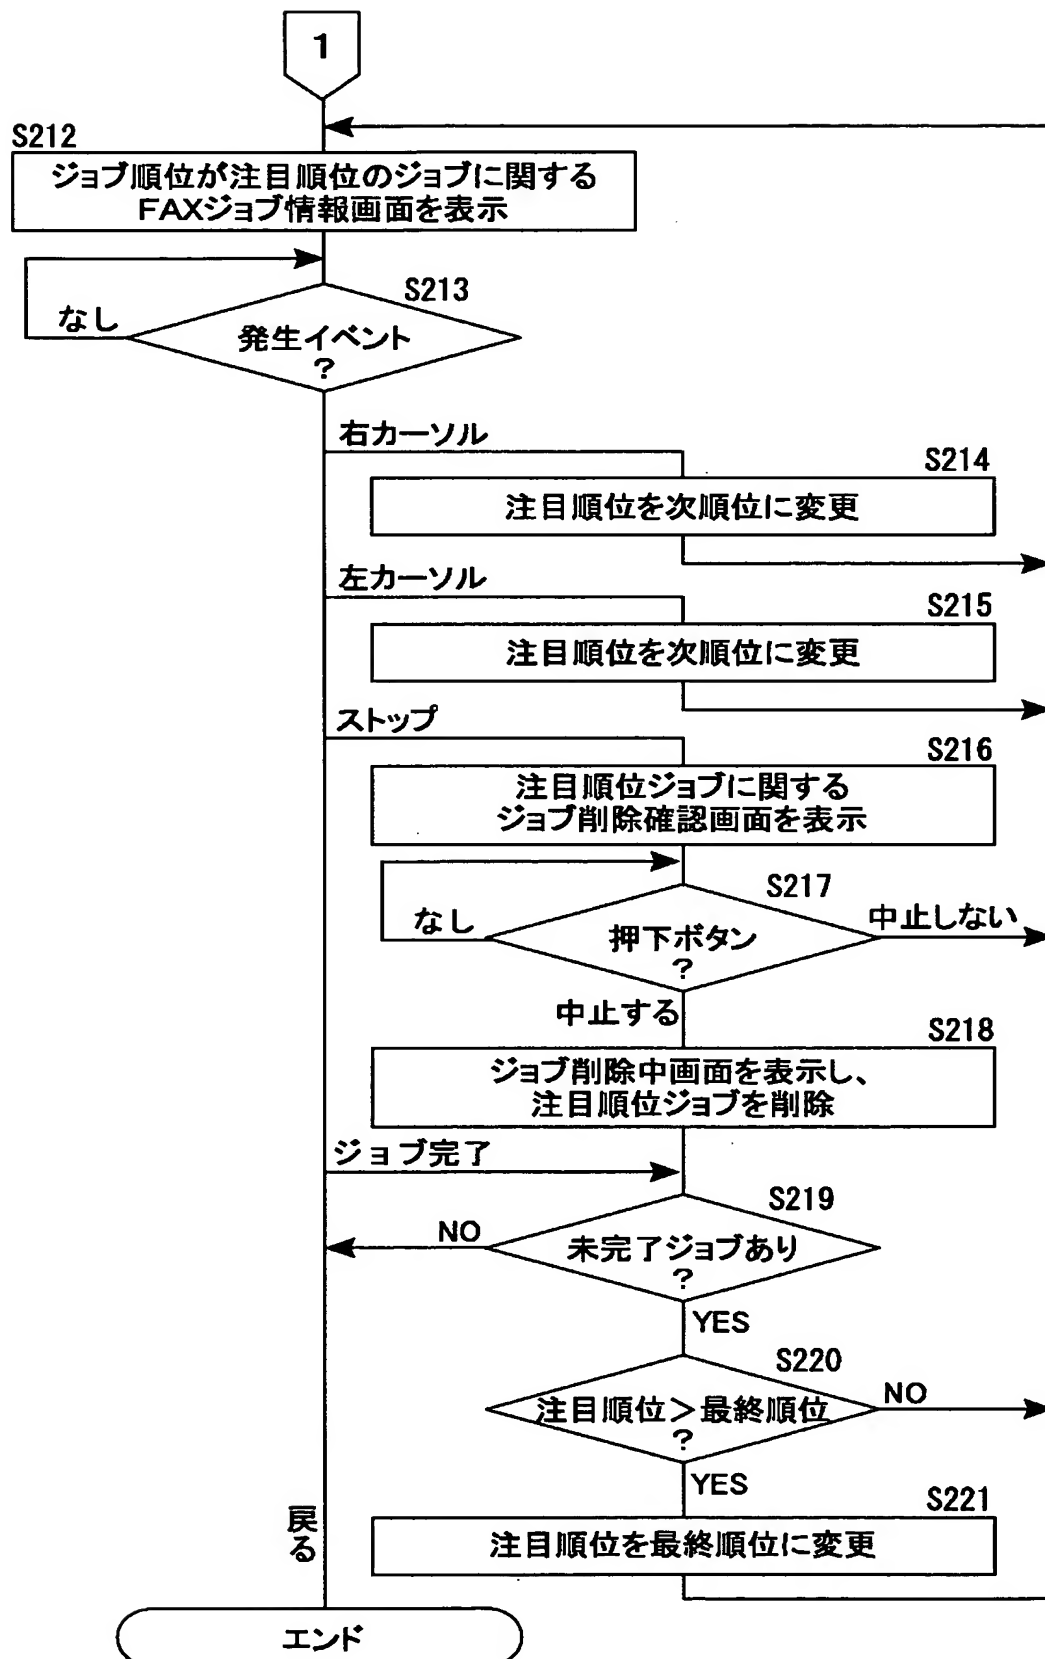 1
S212
ジョブ順位が注目順位のジョブに関する
FAXジョブ情報画面を表示
S213
なし
発生イベント
?
右カーソル
S214
注目順位を次順位に変更
左カーソル
S215
注目順位を次順位に変更
ストップ
S216
注目順位ジョブに関する
ジョブ削除確認画面を表示
S217
なし
押下ボタン
?
中止しない
中止する
S218
ジョブ削除中画面を表示し、
注目順位ジョブを削除
ジョブ完了
S219
NO
未完了ジョブあり
?
YES
S220
注目順位＞最終順位
?
NO
YES
S221
注目順位を最終順位に変更
戻る
エンド